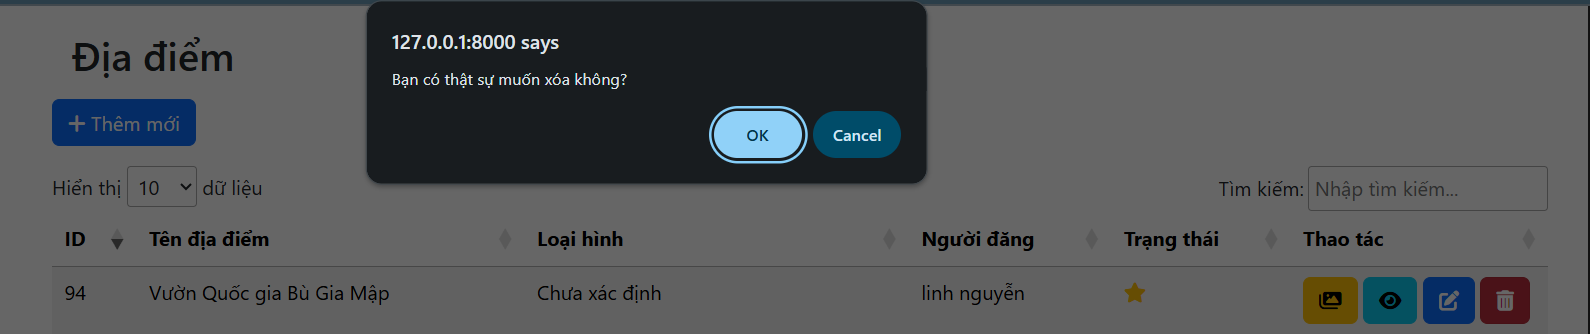 127.0.0.1:8000 says
Bạn có thật sự muốn xóa không?
OK Cancel
Địa điểm
Thêm mới
Hiển thị 10 dữ liệu Tìm kiếm: Nhập tìm kiếm...
ID Tên địa điểm Loại hình Người đăng Trạng thái Thao tác
94 Vườn Quốc gia Bù Gia Mập Chưa xác định linh nguyễn